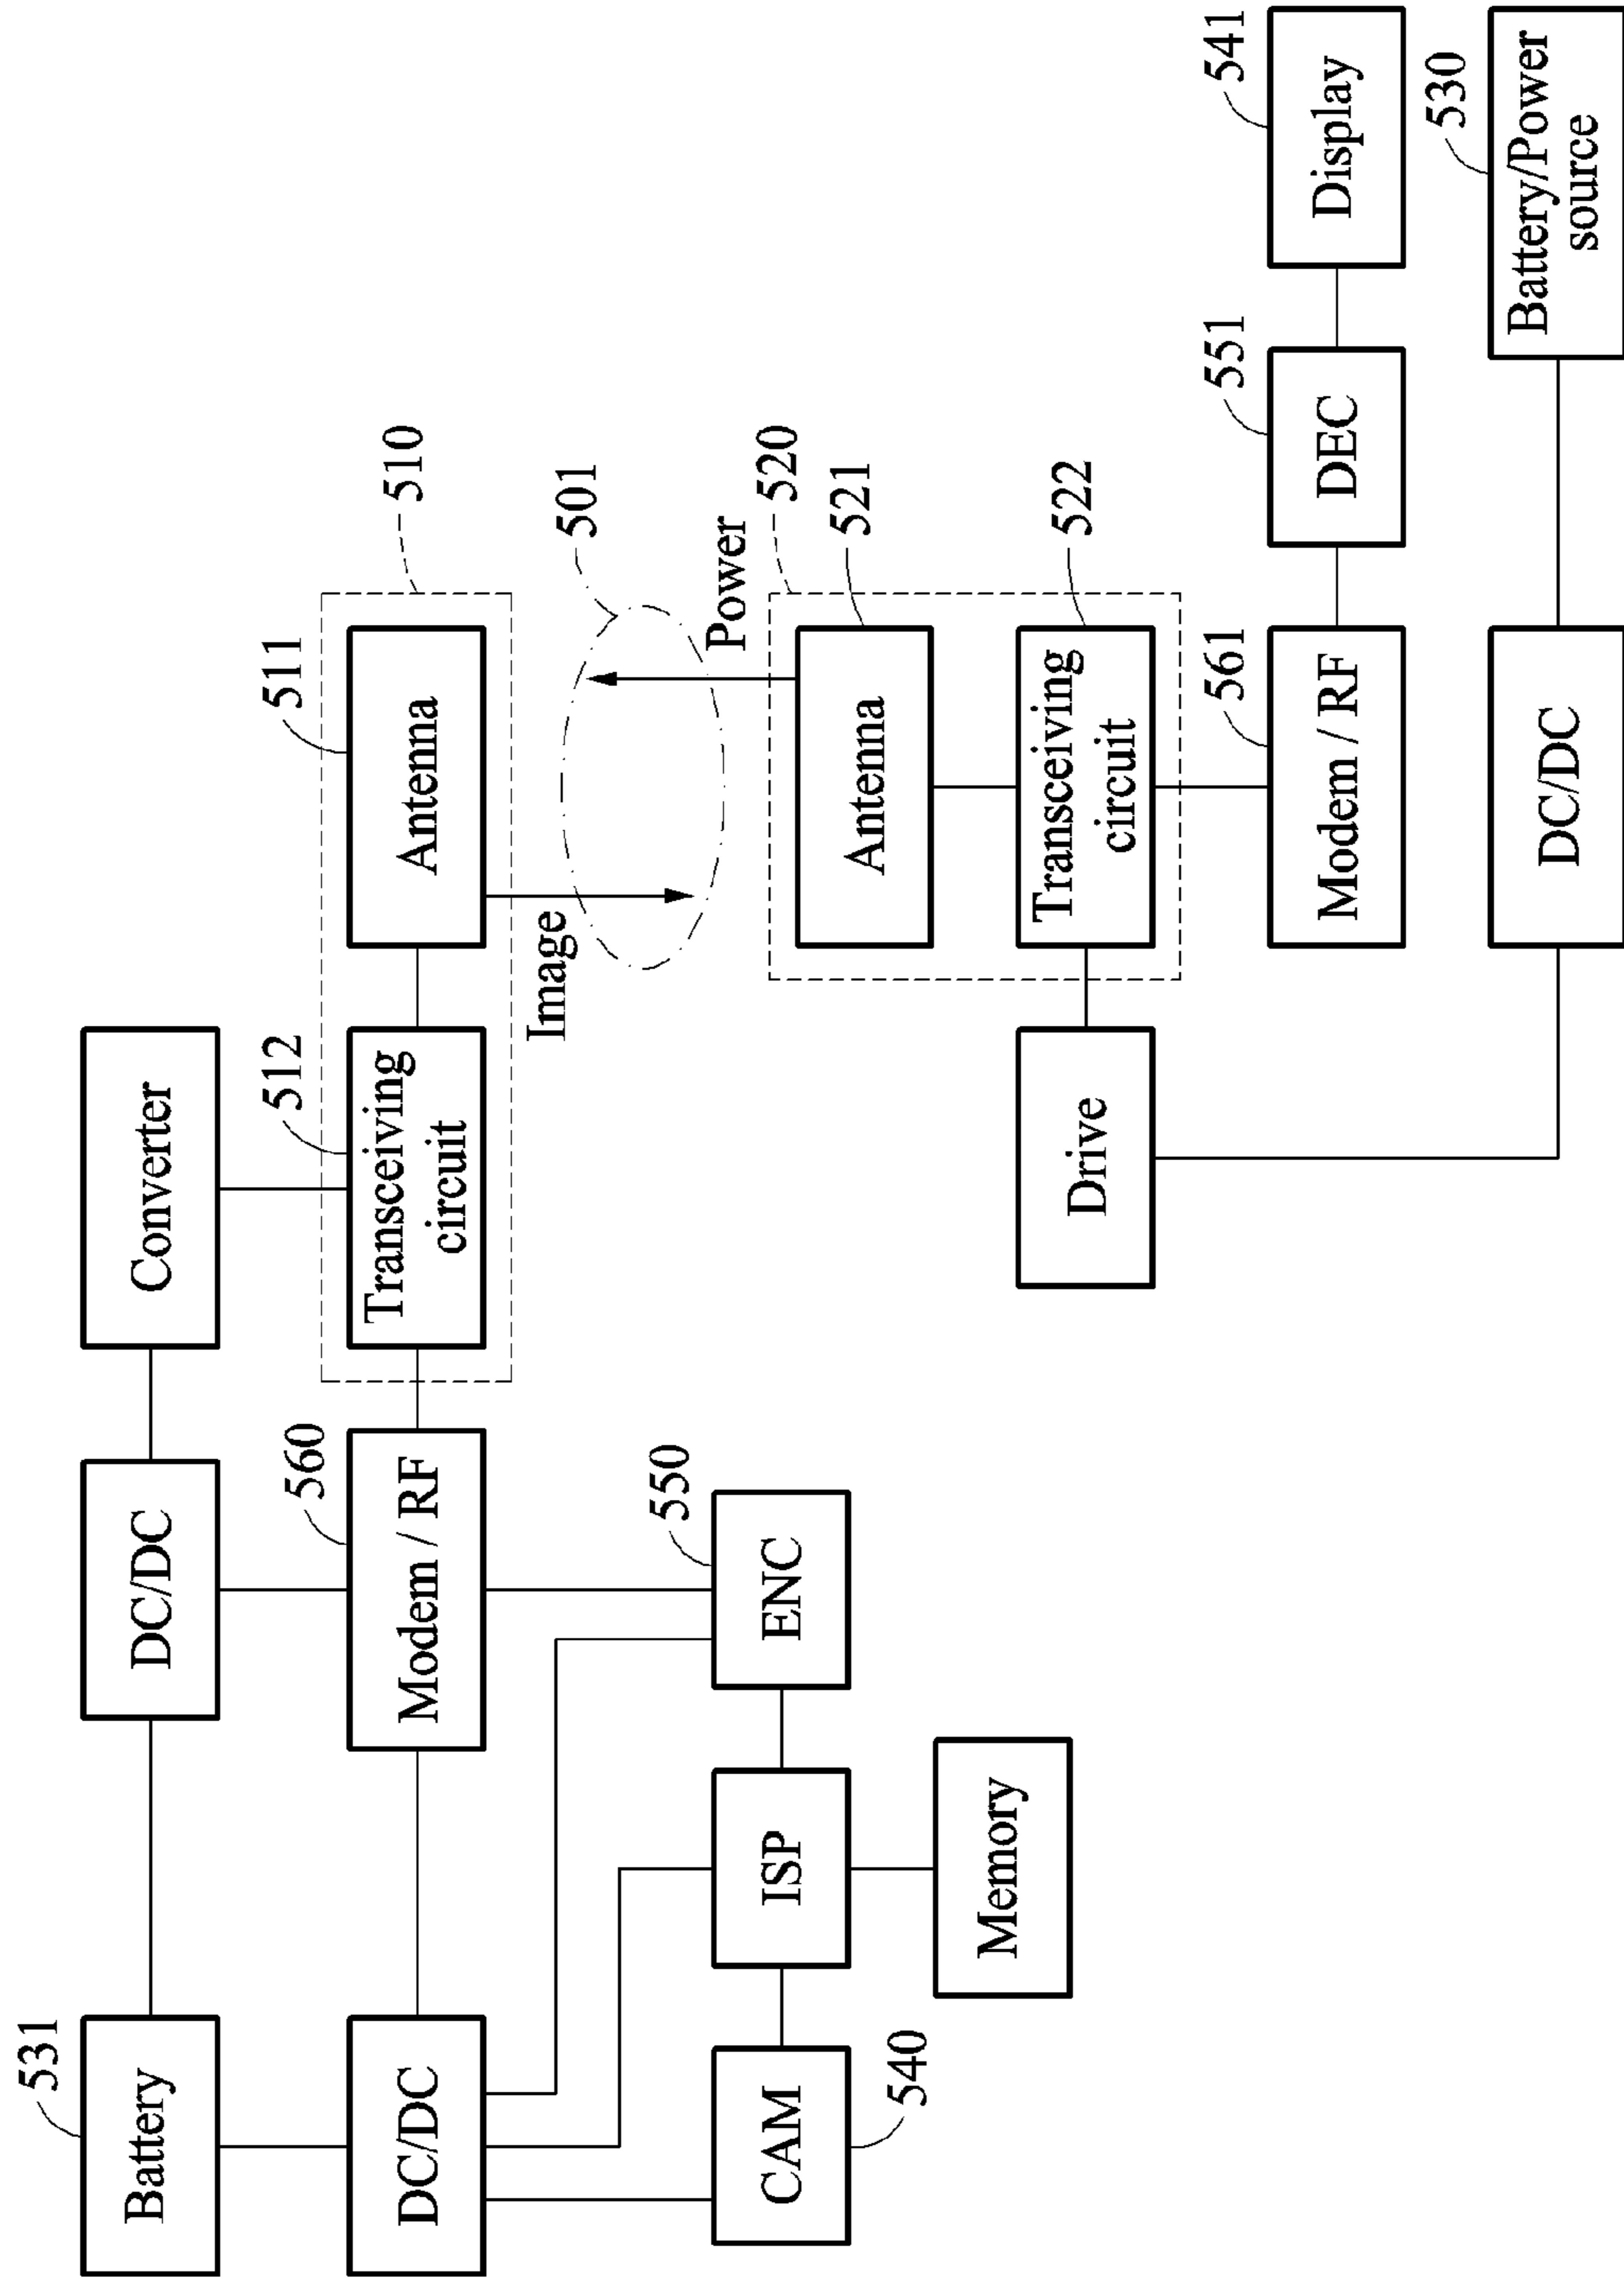 531
Battery
DC/DC
Converter
512
511
510
DC/DC
560
Modem / RF
Transceiving
circuit
Antenna
Image
501
Power
550
CAM
540
ISP
ENC
Memory
520
Antenna
521
Drive
Transceiving
circuit
522
561
Modem / RF
551
DEC
541
Display
DC/DC
530
Battery/Power
source